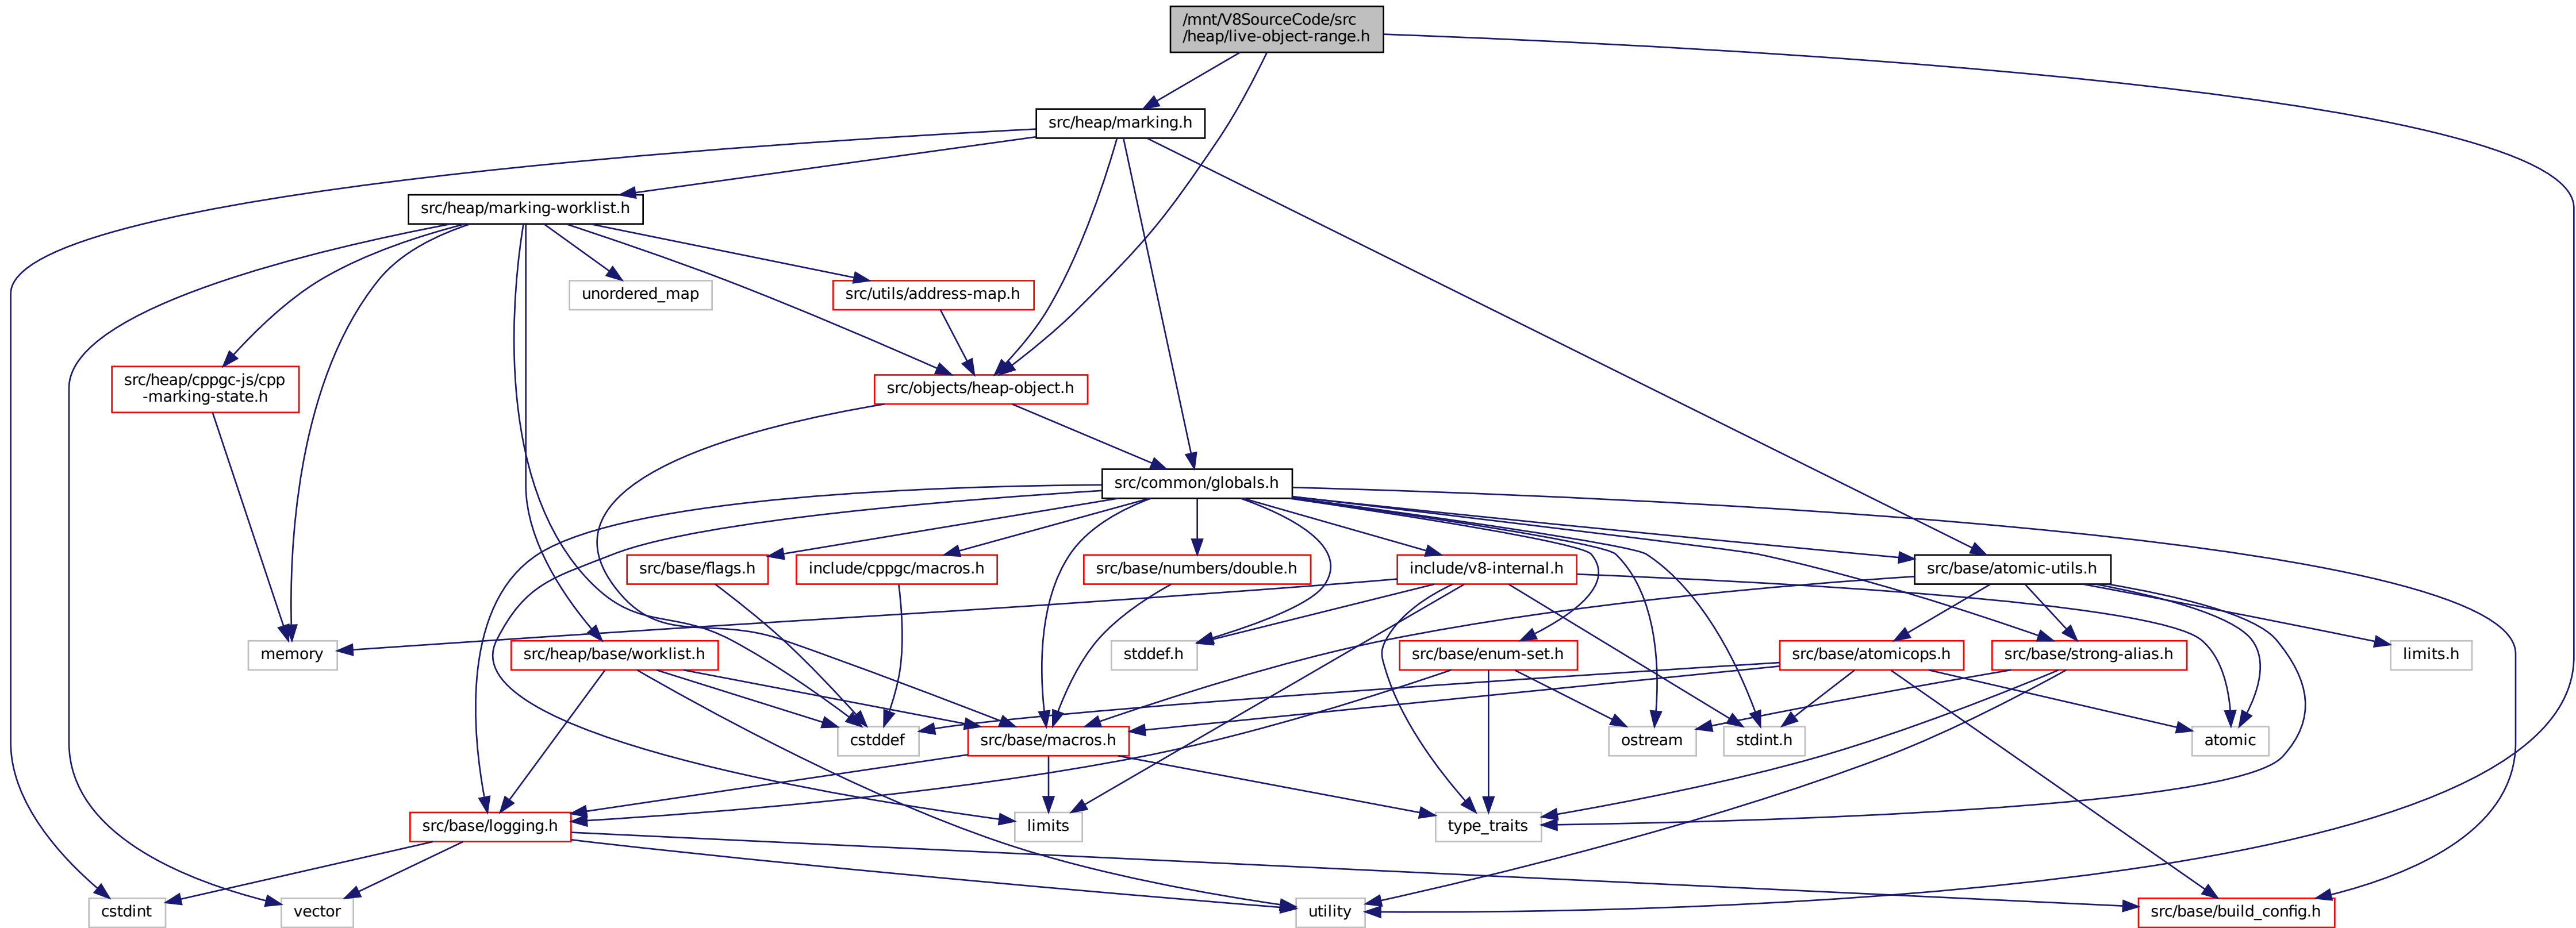 /mnt/V8SourceCode/src
/heap/live-object-range.h
src/heap/marking.h
src/heap/marking-worklist.h
unordered_map
src/utils/address-map.h
src/heap/cppgc-js/cpp
-marking-state.h
src/objects/heap-object.h
src/common/globals.h
src/base/flags.h
include/cppgc/macros.h
src/base/numbers/double.h
include/v8-internal.h
src/base/atomic-utils.h
memory
src/heap/base/worklist.h
stddef.h
src/base/enum-set.h
src/base/atomicops.h
src/base/strong-alias.h
limits.h
cstddef
src/base/macros.h
ostream
stdint.h
atomic
src/base/logging.h
limits
type_traits
cstdint
vector
utility
src/base/build_config.h